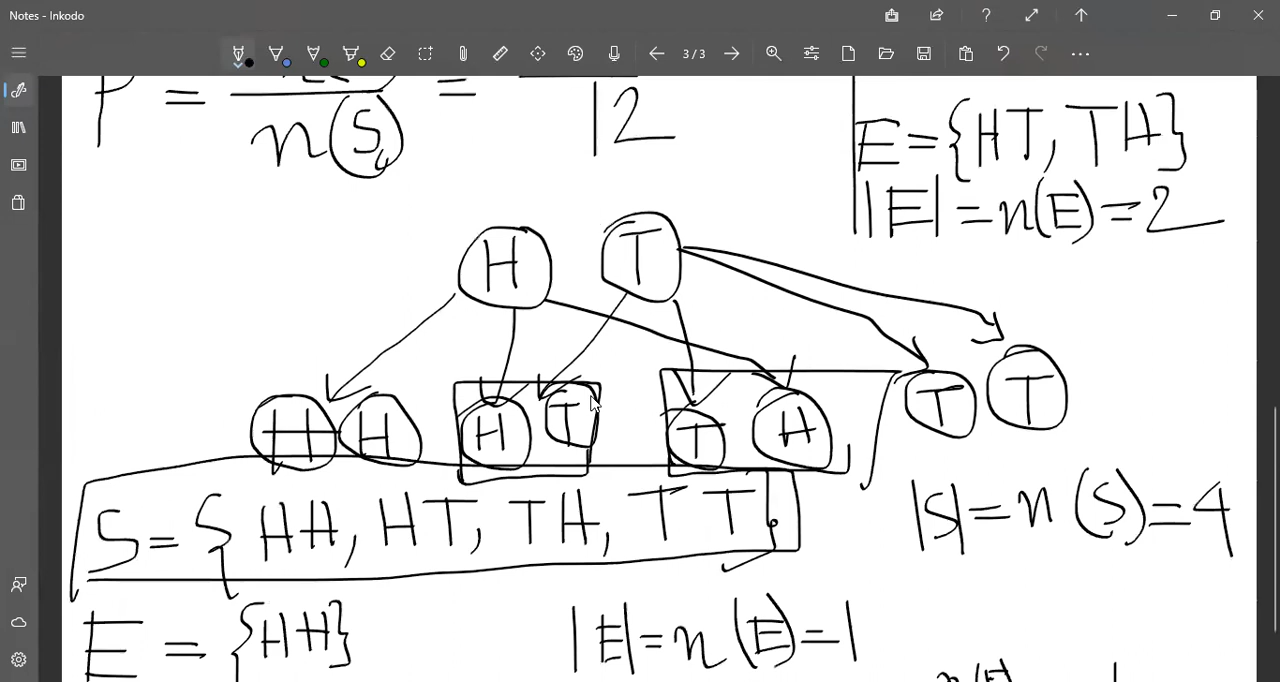 Notes - Inkodo
3/3
P = n(S) = 12
E = {HT, TH}
|E| = n(E) = 2
H T
H H H T T H T T
S = {HH, HT, TH, TT}
|S| = n(S) = 4
E = {HH}
|E| = n(E) = 1